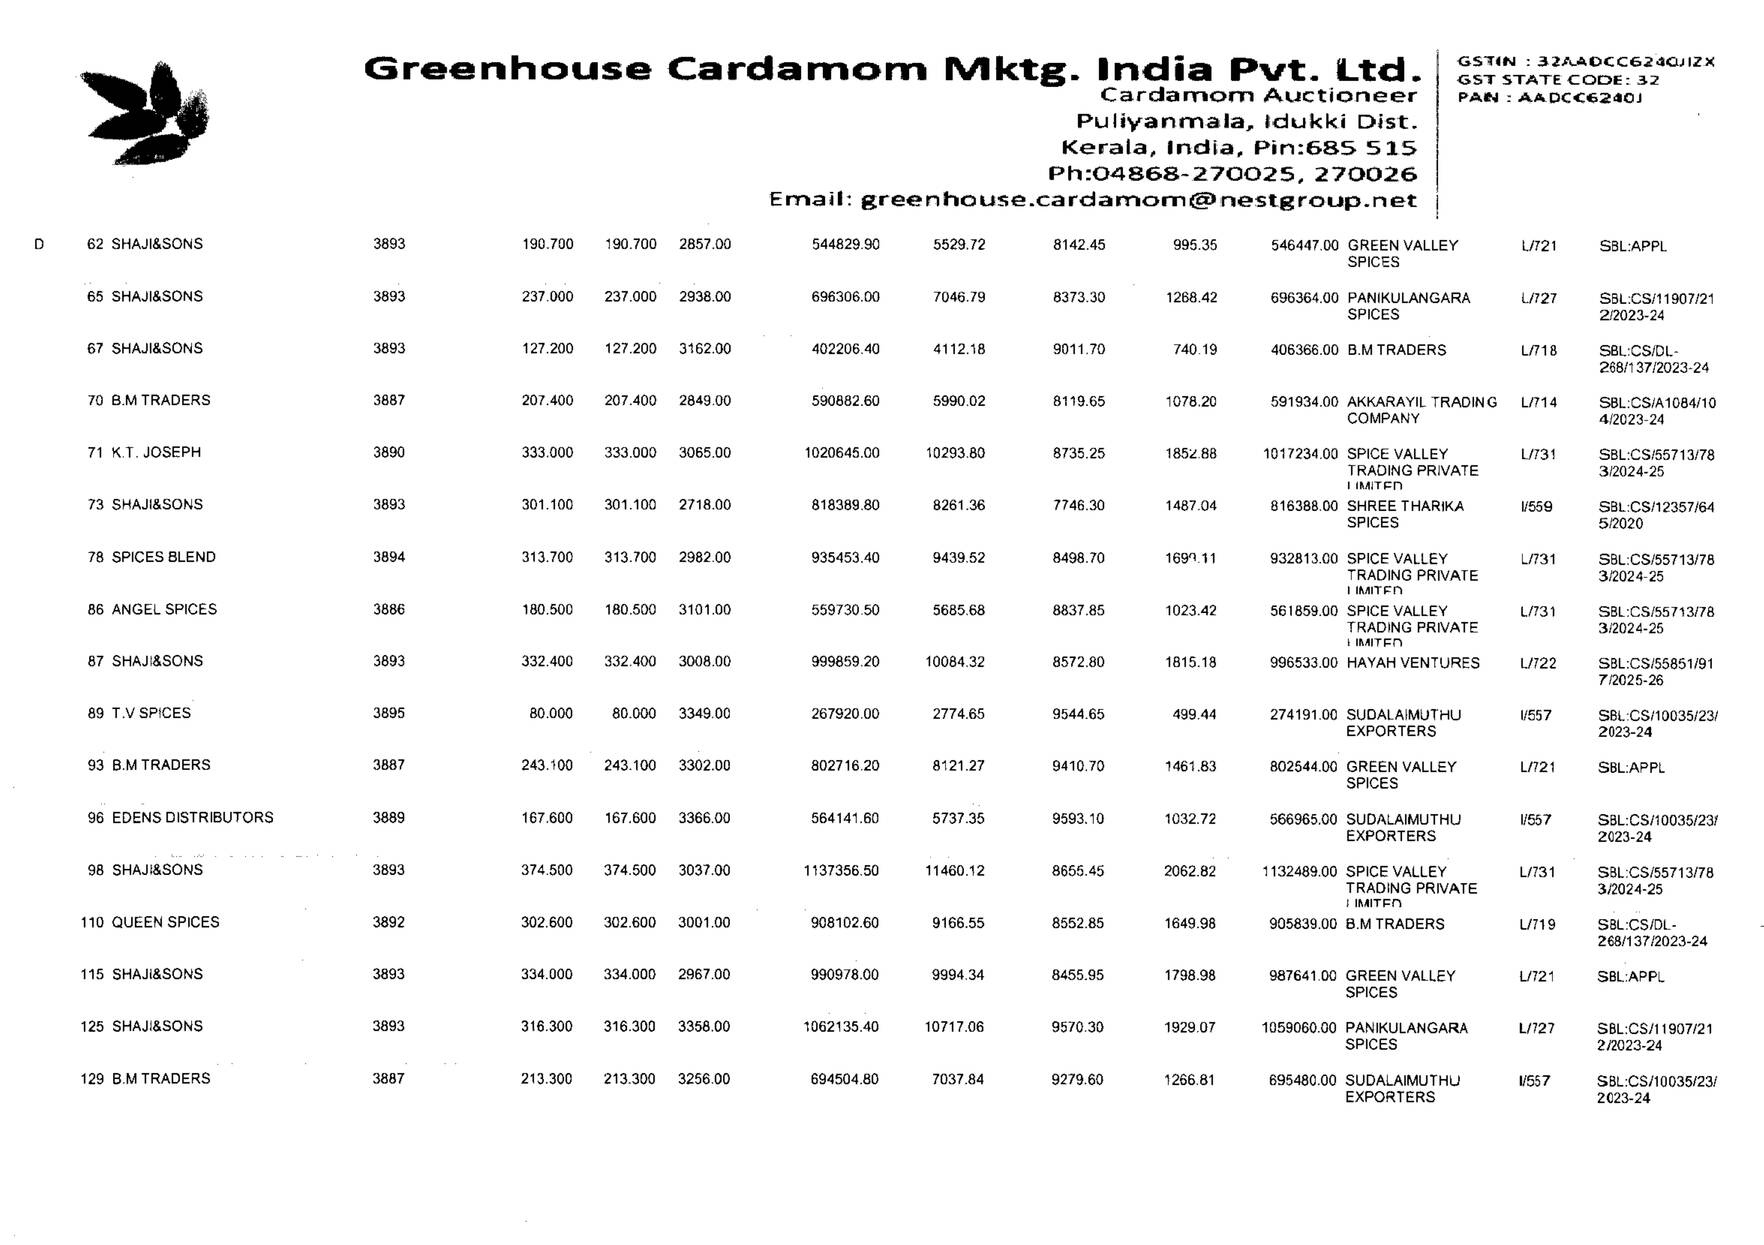 Greenhouse Cardamom Mktg. India Pvt. Ltd.
Cardamom Auctioneer
Puliyanmala, Idukki Dist.
Kerala, India, Pin:685 515
Ph:04868-270025, 270026
Email: greenhouse.cardamom@nestgroup.net
GSTIN : 32AADCC6240J1ZX
GST STATE CODE: 32
PAN : AADCC6240J
D 62 SHAJI&SONS 3893 190.700 190.700 2857.00 544829.90 5529.72 8142.45 995.35 546447.00 GREEN VALLEY L/721 SBL:APPL
SPICES
65 SHAJI&SONS 3893 237.000 237.000 2938.00 696306.00 7046.79 8373.30 1268.42 696364.00 PANIKULANGARA L/727 SBL:CS/11907/21
SPICES 2/2023-24
67 SHAJI&SONS 3893 127.200 127.200 3162.00 402206.40 4112.18 9011.70 740.19 406366.00 B.M TRADERS L/718 SBL:CS/DL-
268/137/2023-24
70 B.M TRADERS 3887 207.400 207.400 2849.00 590882.60 5990.02 8119.65 1078.20 591934.00 AKKARAYIL TRADING L/714 SBL:CS/A1084/10
COMPANY 4/2023-24
71 K.T. JOSEPH 3890 333.000 333.000 3065.00 1020645.00 10293.80 8735.25 1852.88 1017234.00 SPICE VALLEY L/731 SBL:CS/55713/78
TRADING PRIVATE 3/2024-25
LIMITED
73 SHAJI&SONS 3893 301.100 301.100 2718.00 818389.80 8261.36 7746.30 1487.04 816388.00 SHREE THARIKA I/559 SBL:CS/12357/64
SPICES 5/2020
78 SPICES BLEND 3894 313.700 313.700 2982.00 935453.40 9439.52 8498.70 1699.11 932813.00 SPICE VALLEY L/731 SBL:CS/55713/78
TRADING PRIVATE 3/2024-25
LIMITED
86 ANGEL SPICES 3886 180.500 180.500 3101.00 559730.50 5685.68 8837.85 1023.42 561859.00 SPICE VALLEY L/731 SBL:CS/55713/78
TRADING PRIVATE 3/2024-25
LIMITED
87 SHAJI&SONS 3893 332.400 332.400 3008.00 999859.20 10084.32 8572.80 1815.18 996533.00 HAYAH VENTURES L/722 SBL:CS/55851/91
7/2025-26
89 T.V SPICES 3895 80.000 80.000 3349.00 267920.00 2774.65 9544.65 499.44 274191.00 SUDALAIMUTHU I/557 SBL:CS/10035/23/
EXPORTERS 2023-24
93 B.M TRADERS 3887 243.100 243.100 3302.00 802716.20 8121.27 9410.70 1461.83 802544.00 GREEN VALLEY L/721 SBL:APPL
SPICES
96 EDENS DISTRIBUTORS 3889 167.600 167.600 3366.00 564141.60 5737.35 9593.10 1032.72 566965.00 SUDALAIMUTHU I/557 SBL:CS/10035/23/
EXPORTERS 2023-24
98 SHAJI&SONS 3893 374.500 374.500 3037.00 1137356.50 11460.12 8655.45 2062.82 1132489.00 SPICE VALLEY L/731 SBL:CS/55713/78
TRADING PRIVATE 3/2024-25
LIMITED
110 QUEEN SPICES 3892 302.600 302.600 3001.00 908102.60 9166.55 8552.85 1649.98 905839.00 B.M TRADERS L/719 SBL:CS/DL-
268/137/2023-24
115 SHAJI&SONS 3893 334.000 334.000 2967.00 990978.00 9994.34 8455.95 1798.98 987641.00 GREEN VALLEY L/721 SBL:APPL
SPICES
125 SHAJI&SONS 3893 316.300 316.300 3358.00 1062135.40 10717.06 9570.30 1929.07 1059060.00 PANIKULANGARA L/727 SBL:CS/11907/21
SPICES 2/2023-24
129 B.M TRADERS 3887 213.300 213.300 3256.00 694504.80 7037.84 9279.60 1266.81 695480.00 SUDALAIMUTHU I/557 SBL:CS/10035/23/
EXPORTERS 2023-24